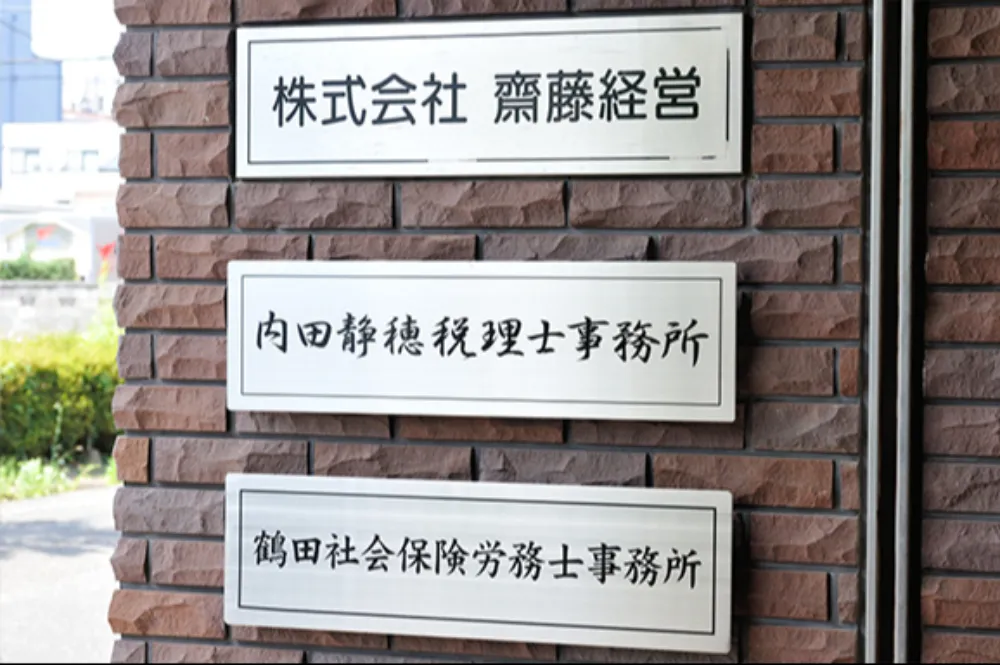 株式会社 齋藤経営
内田静穂税理士事務所
鶴田社会保険労務士事務所